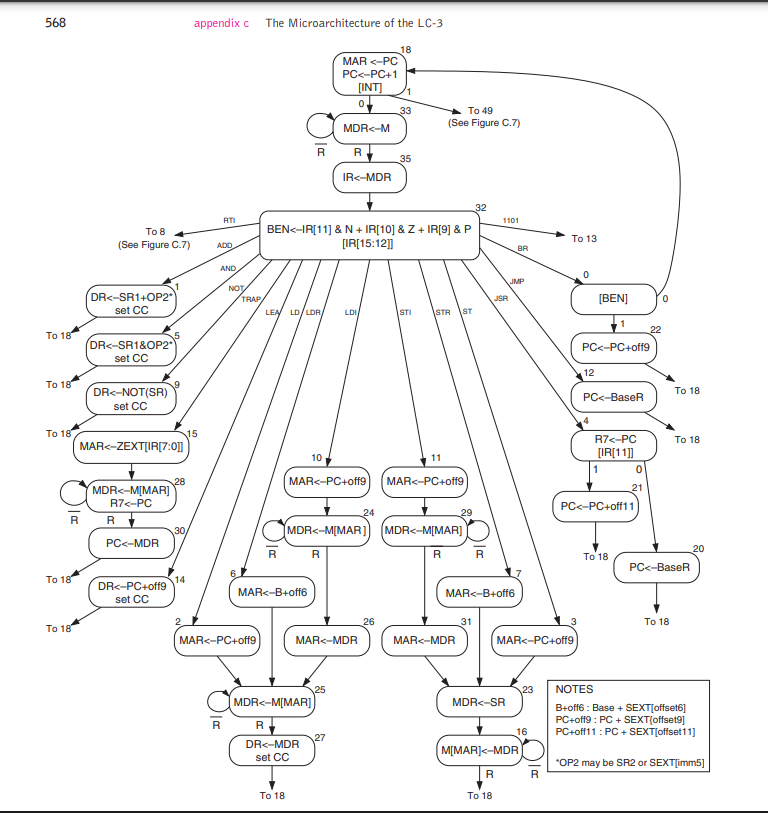 568 appendix c The Microarchitecture of the LC-3
18
MAR <–PC
PC<–PC+1
[INT]
0
1
To 49
(See Figure C.7)
33
MDR<–M
R
R
35
IR<–MDR
32
BEN<–IR[11] & N + IR[10] & Z + IR[9] & P
[IR[15:12]]
RTI
To 8
(See Figure C.7)
1101
To 13
ADD
AND
NOT
TRAP
LEA
LD
LDR
LDI
STI
STR
ST
JSR
JMP
BR
1
DR<–SR1+OP2*
set CC
To 18
5
DR<–SR1&OP2*
set CC
To 18
9
DR<–NOT(SR)
set CC
To 18
15
MAR<–ZEXT[IR[7:0]]
28
MDR<–M[MAR]
R7<–PC
R
R
30
PC<–MDR
To 18
14
DR<–PC+off9
set CC
To 18
0
[BEN]
0
1
22
PC<–PC+off9
To 18
12
PC<–BaseR
To 18
4
R7<–PC
[IR[11]]
1
0
21
PC<–PC+off11
To 18
20
PC<–BaseR
To 18
10
MAR<–PC+off9
24
MDR<–M[MAR]
R
R
11
MAR<–PC+off9
29
MDR<–M[MAR]
R
R
6
MAR<–B+off6
7
MAR<–B+off6
2
MAR<–PC+off9
26
MAR<–MDR
31
MAR<–MDR
3
MAR<–PC+off9
25
MDR<–M[MAR]
R
R
27
DR<–MDR
set CC
To 18
23
MDR<–SR
16
M[MAR]<–MDR
R
R
To 18
NOTES
B+off6 : Base + SEXT[offset6]
PC+off9 : PC + SEXT[offset9]
PC+off11 : PC + SEXT[offset11]
*OP2 may be SR2 or SEXT[imm5]